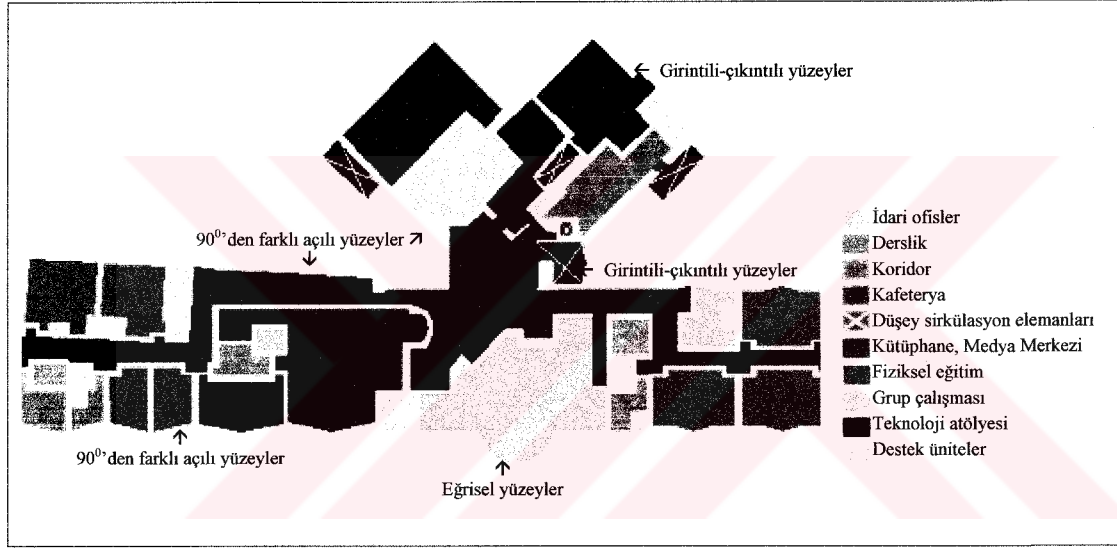 Girintili-çıkıntılı yüzeyler
90⁰'den farklı açılı yüzeyler
Girintili-çıkıntılı yüzeyler
İdari ofisler
Derslik
Koridor
Kafeterya
Düşey sirkülasyon elemanları
Kütüphane, Medya Merkezi
Fiziksel eğitim
Grup çalışması
Teknoloji atölyesi
Destek üniteler
90⁰'den farklı açılı yüzeyler
Eğrisel yüzeyler